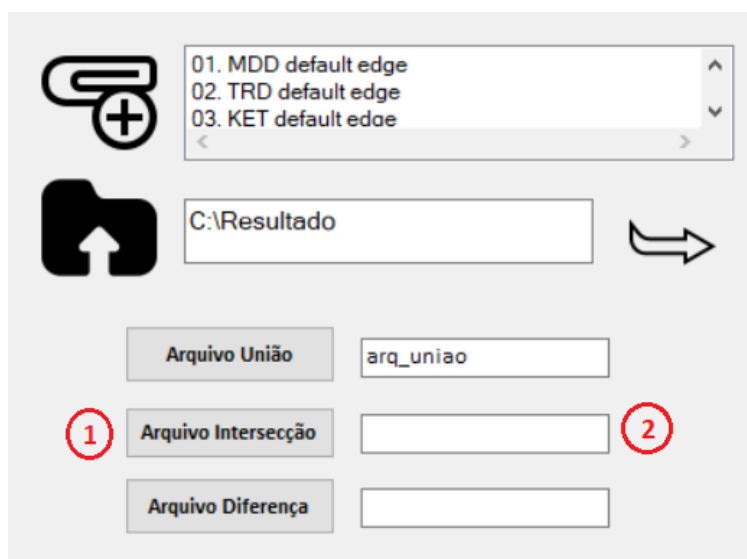 01. MDD default edge
02. TRD default edge
03. KET default edge
C:\Resultado
Arquivo União
arq_uniao
1
Arquivo Intersecção
2
Arquivo Diferença